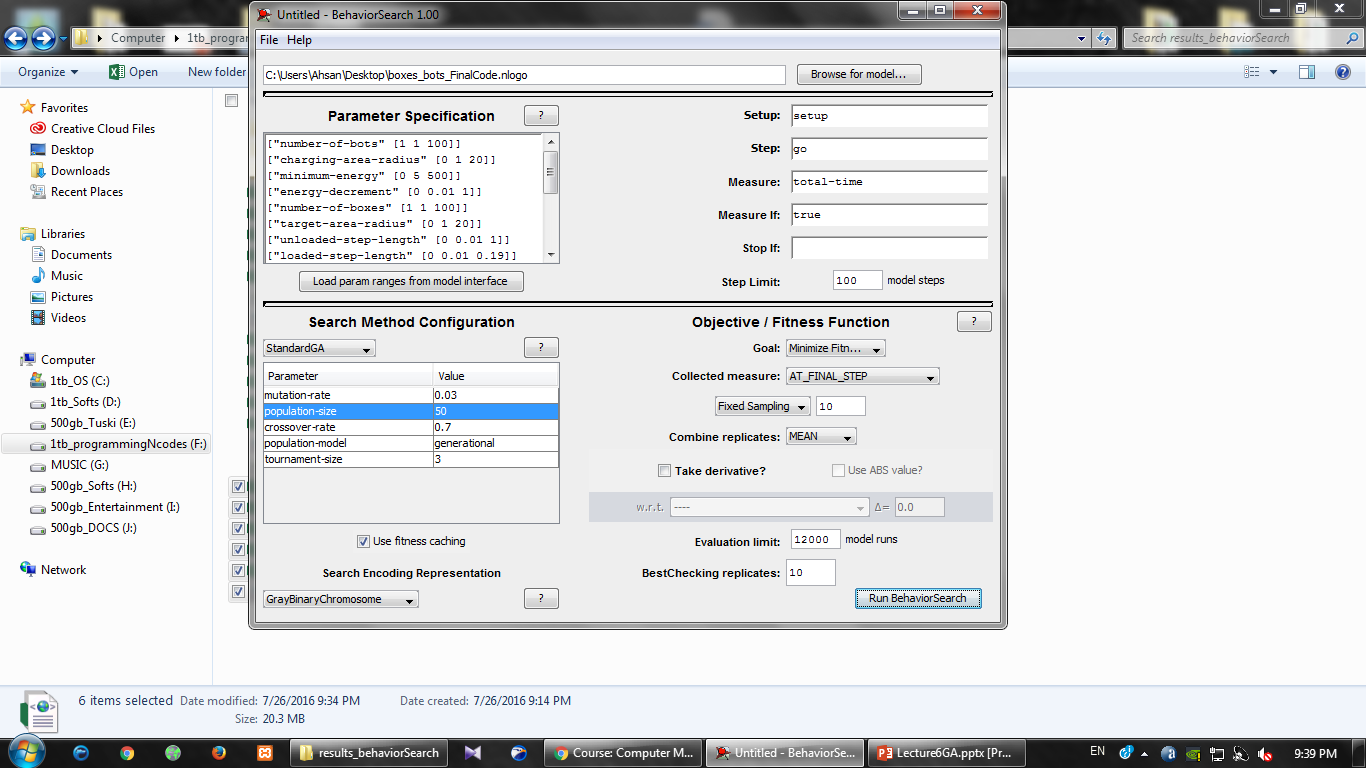 Untitled - BehaviorSearch 1.00
Computer
1tb_progran
Search results_behaviorSearch
File Help
Organize
Open
New folder
C:\Users\Ahsan\Desktop\boxes_bots_FinalCode.nlogo
Browse for model...
Favorites
Creative Cloud Files
Desktop
Downloads
Recent Places
Libraries
Documents
Music
Pictures
Videos
Computer
1tb_OS (C:)
1tb_Softs (D:)
500gb_Tuski (E:)
1tb_programmingNcodes (F:)
MUSIC (G:)
500gb_Softs (H:)
500gb_Entertainment (I:)
500gb_DOCS (J:)
Network
Parameter Specification
?
["number-of-bots" [1 1 100]]
["charging-area-radius" [0 1 20]]
["minimum-energy" [0 5 500]]
["energy-decrement" [0 0.01 1]]
["number-of-boxes" [1 1 100]]
["target-area-radius" [0 1 20]]
["unloaded-step-length" [0 0.01 1]]
["loaded-step-length" [0 0.01 0.19]]
Load param ranges from model interface
Setup: setup
Step: go
Measure: total-time
Measure If: true
Stop If:
Step Limit: 100 model steps
Search Method Configuration
StandardGA
?
Parameter Value
mutation-rate 0.03
population-size 50
crossover-rate 0.7
population-model generational
tournament-size 3
Use fitness caching
Search Encoding Representation
GrayBinaryChromosome
?
Objective / Fitness Function
?
Goal: Minimize Fitn...
Collected measure: AT_FINAL_STEP
Fixed Sampling 10
Combine replicates: MEAN
Take derivative? Use ABS value?
w.r.t. ---- Δ= 0.0
Evaluation limit: 12000 model runs
BestChecking replicates: 10
Run BehaviorSearch
6 items selected Date modified: 7/26/2016 9:34 PM Date created: 7/26/2016 9:14 PM
Size: 20.3 MB
results_behaviorSearch
Course: Computer M...
Untitled - BehaviorSe...
Lecture6GA.pptx [Pr...
EN
9:39 PM